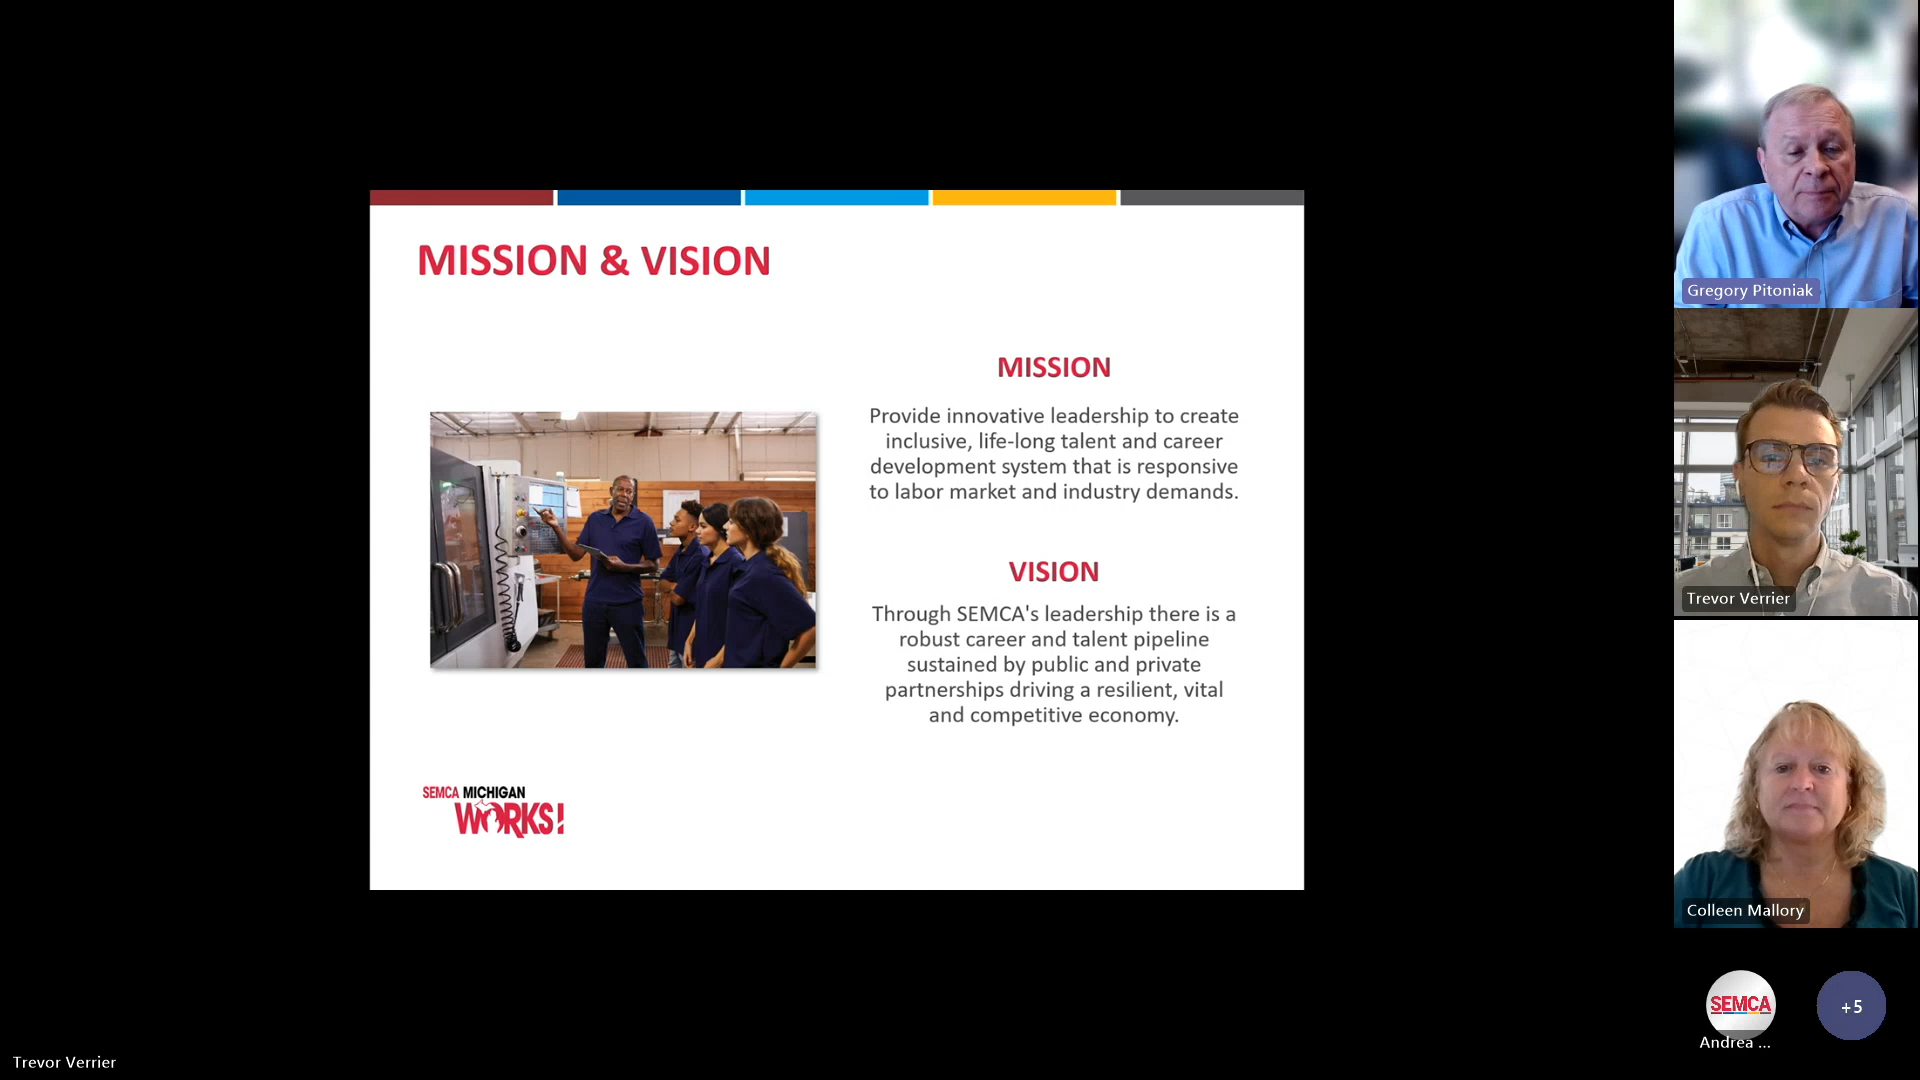 MISSION & VISION
MISSION
Provide innovative leadership to create
inclusive, life-long talent and career
development system that is responsive
to labor market and industry demands.
VISION
Through SEMCA's leadership there is a
robust career and talent pipeline
sustained by public and private
partnerships driving a resilient, vital
and competitive economy.
SEMCA MICHIGAN
WORKS!
Gregory Pitoniak
Trevor Verrier
Colleen Mallory
SEMCA
Andrea ...
+5
Trevor Verrier